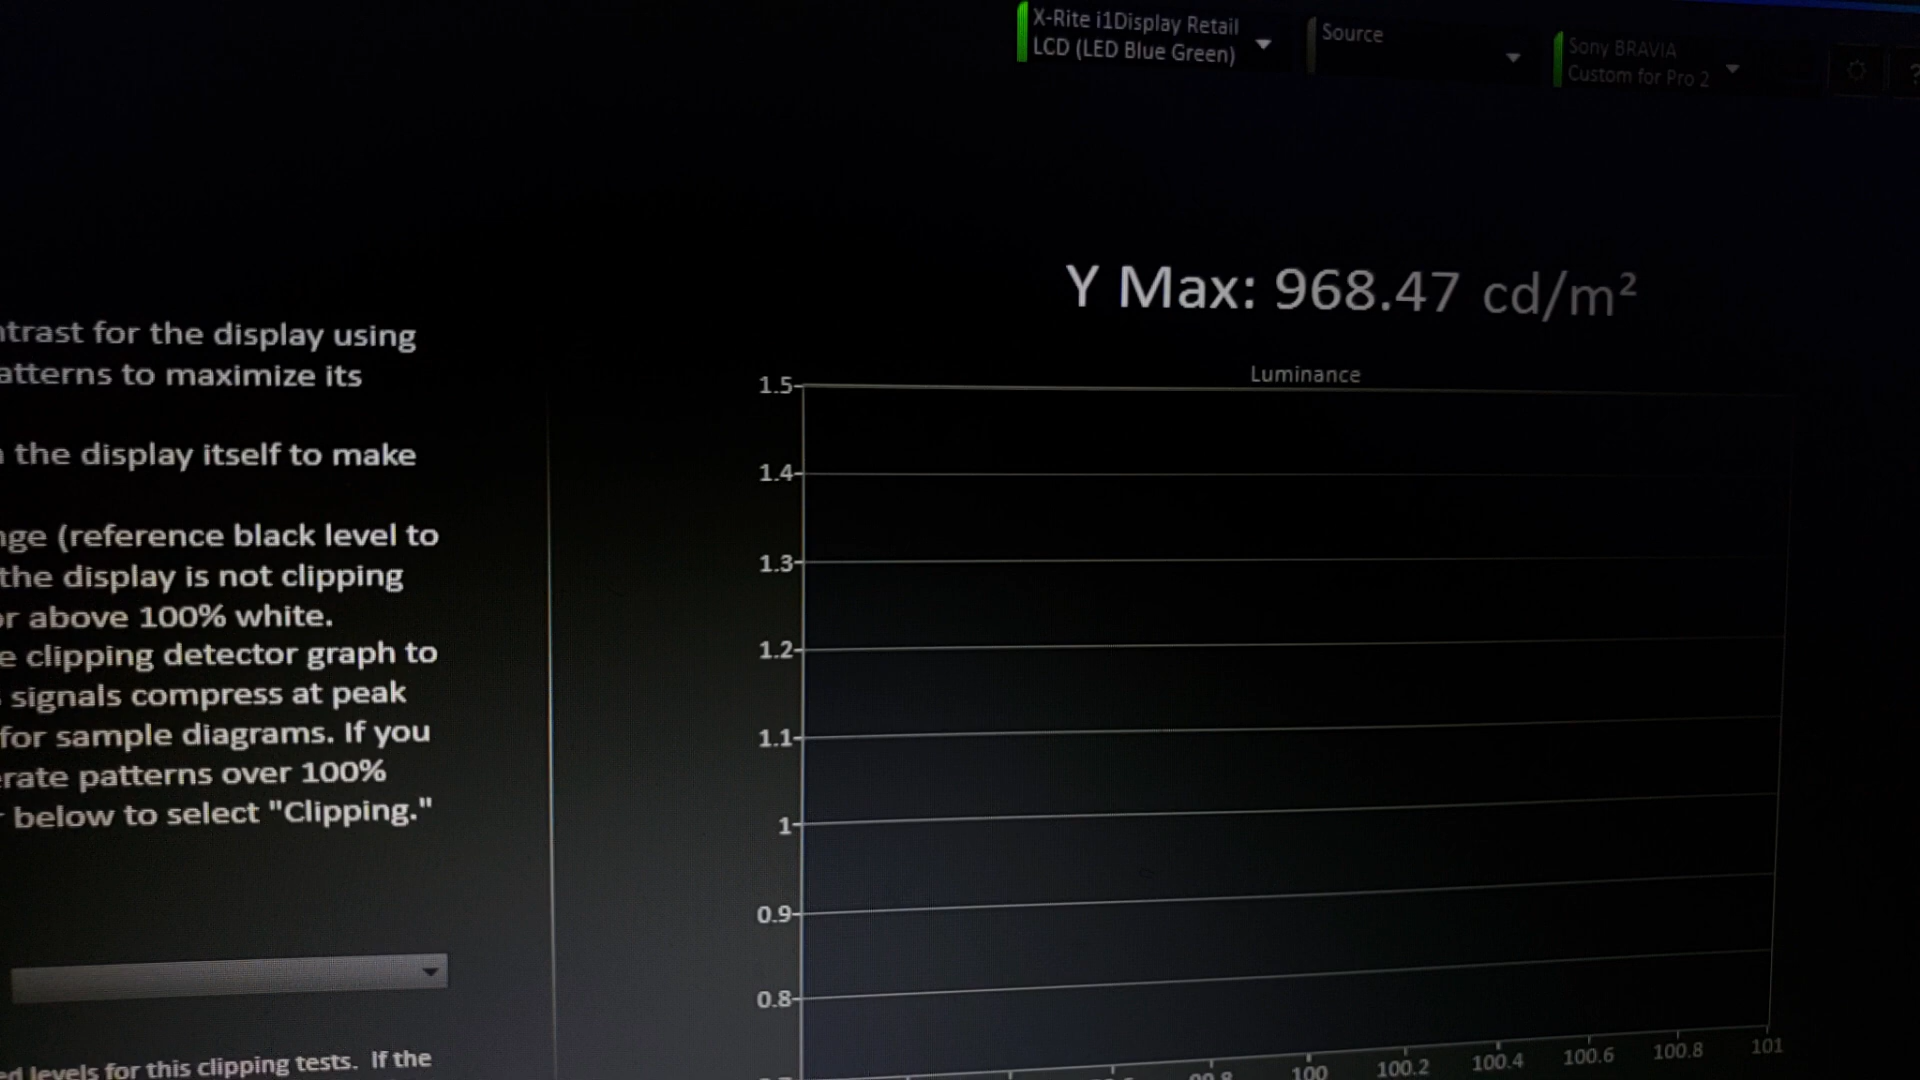 X-Rite i1Display Retail
LCD (LED Blue Green)
Source
Sony BRAVIA
Custom for Pro 2
?
Y Max: 968.47 cd/m²
ntrast for the display using
atterns to maximize its
the display itself to make
nge (reference black level to
the display is not clipping
or above 100% white.
e clipping detector graph to
signals compress at peak
for sample diagrams. If you
erate patterns over 100%
below to select "Clipping."
ed levels for this clipping tests. If the
Luminance
1.5
1.4
1.3
1.2
1.1
1
0.9
0.8
100
100.2
100.4
100.6
100.8
101